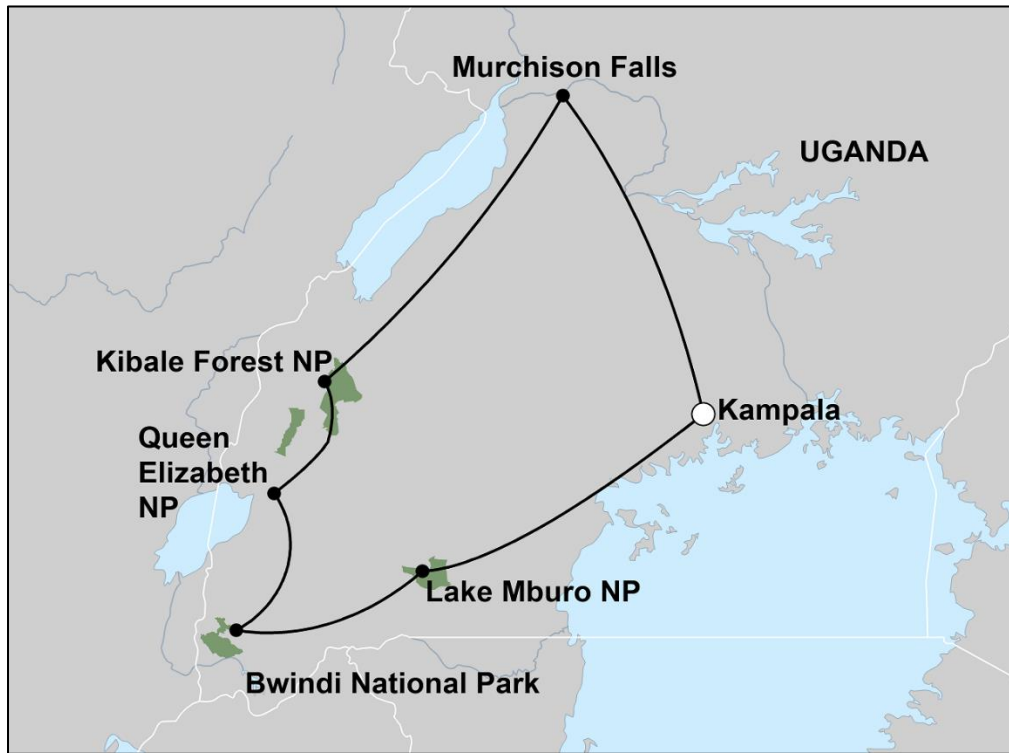 Murchison Falls
UGANDA
Kibale Forest NP
Kampala
Queen
Elizabeth
NP
Lake Mburo NP
Bwindi National Park